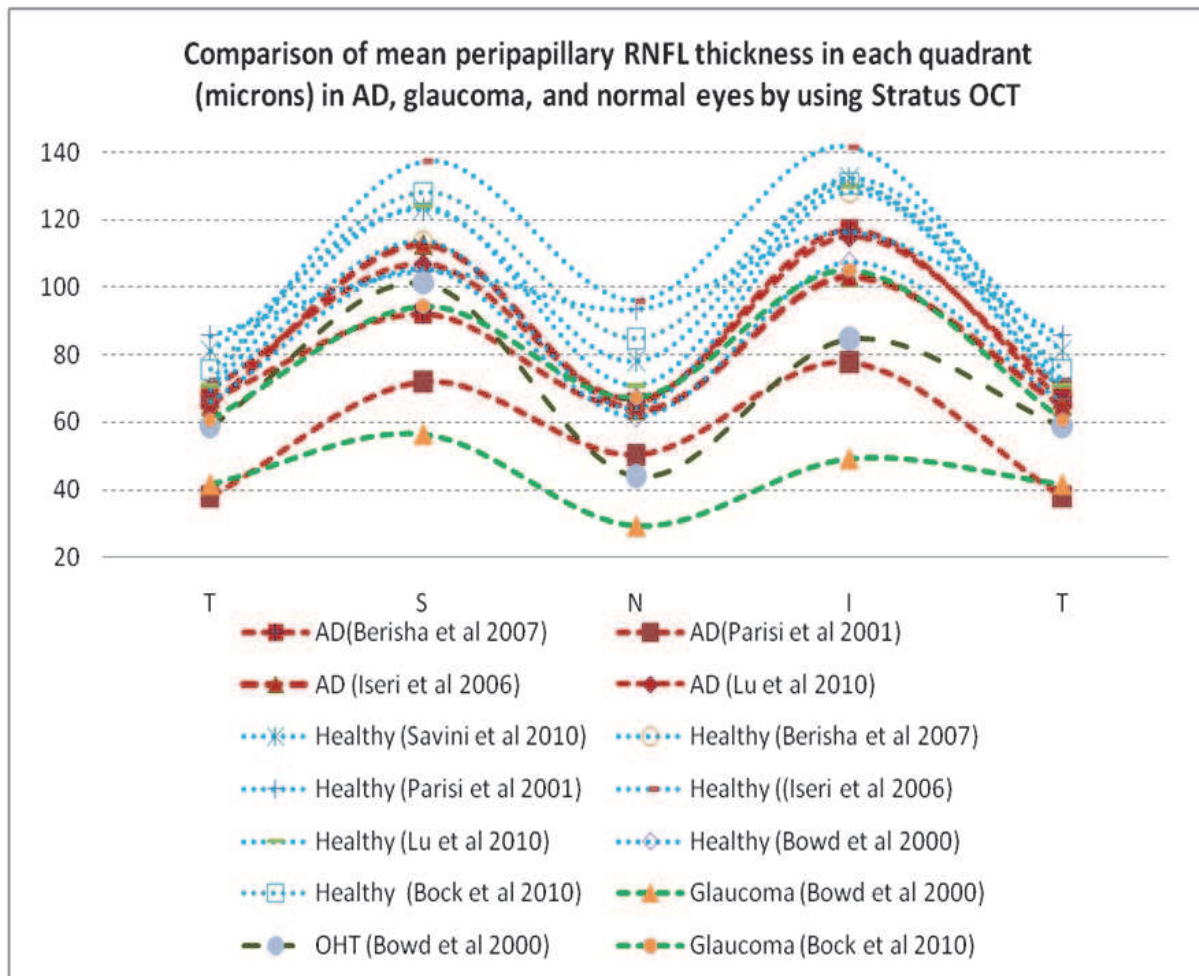 Comparison of mean peripapillary RNFL thickness in each quadrant
(microns) in AD, glaucoma, and normal eyes by using Stratus OCT
140
120
100
80
60
40
20
T S N I T
AD(Berisha et al 2007) AD(Parisi et al 2001)
AD (Iseri et al 2006) AD (Lu et al 2010)
Healthy (Savini et al 2010) Healthy (Berisha et al 2007)
Healthy (Parisi et al 2001) Healthy ((Iseri et al 2006)
Healthy (Lu et al 2010) Healthy (Bowd et al 2000)
Healthy (Bock et al 2010) Glaucoma (Bowd et al 2000)
OHT (Bowd et al 2000) Glaucoma (Bock et al 2010)